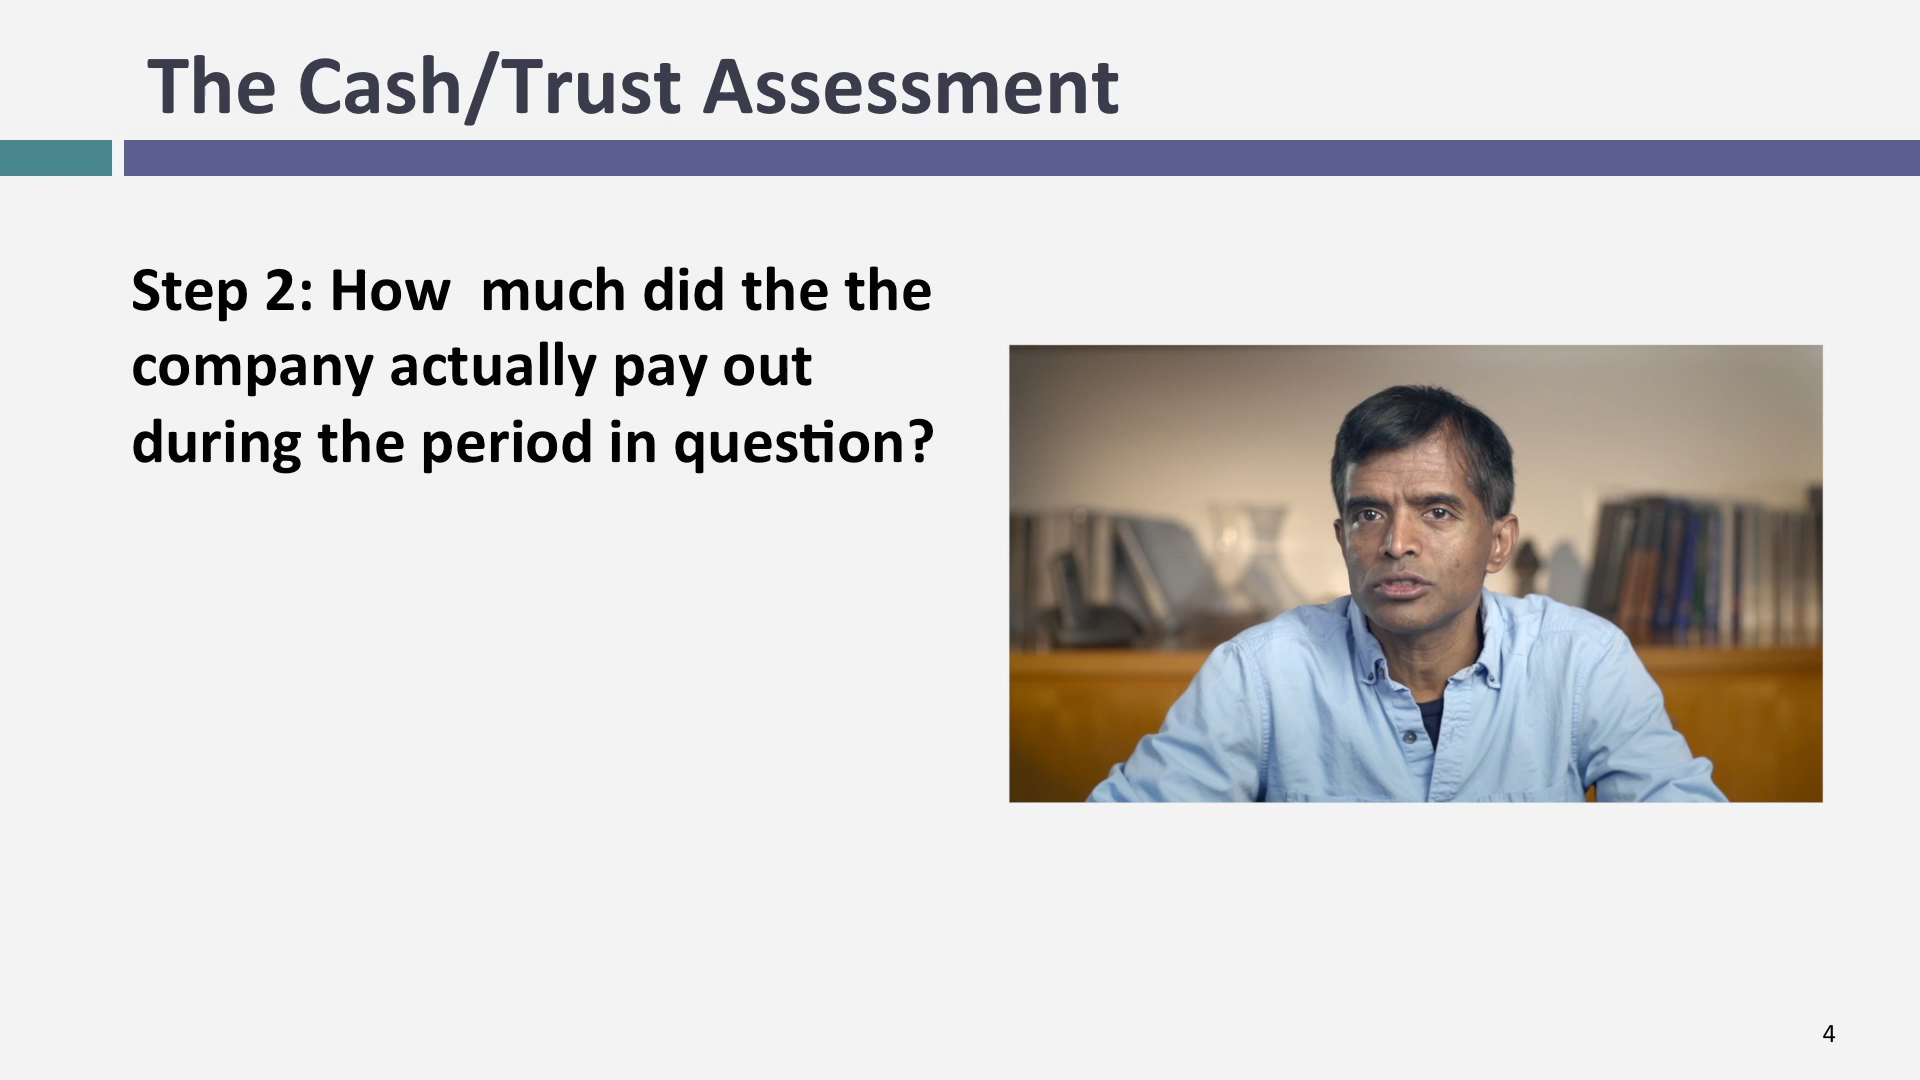 The Cash/Trust Assessment
Step 2: How  much did the the
company actually pay out
during the period in question?
4